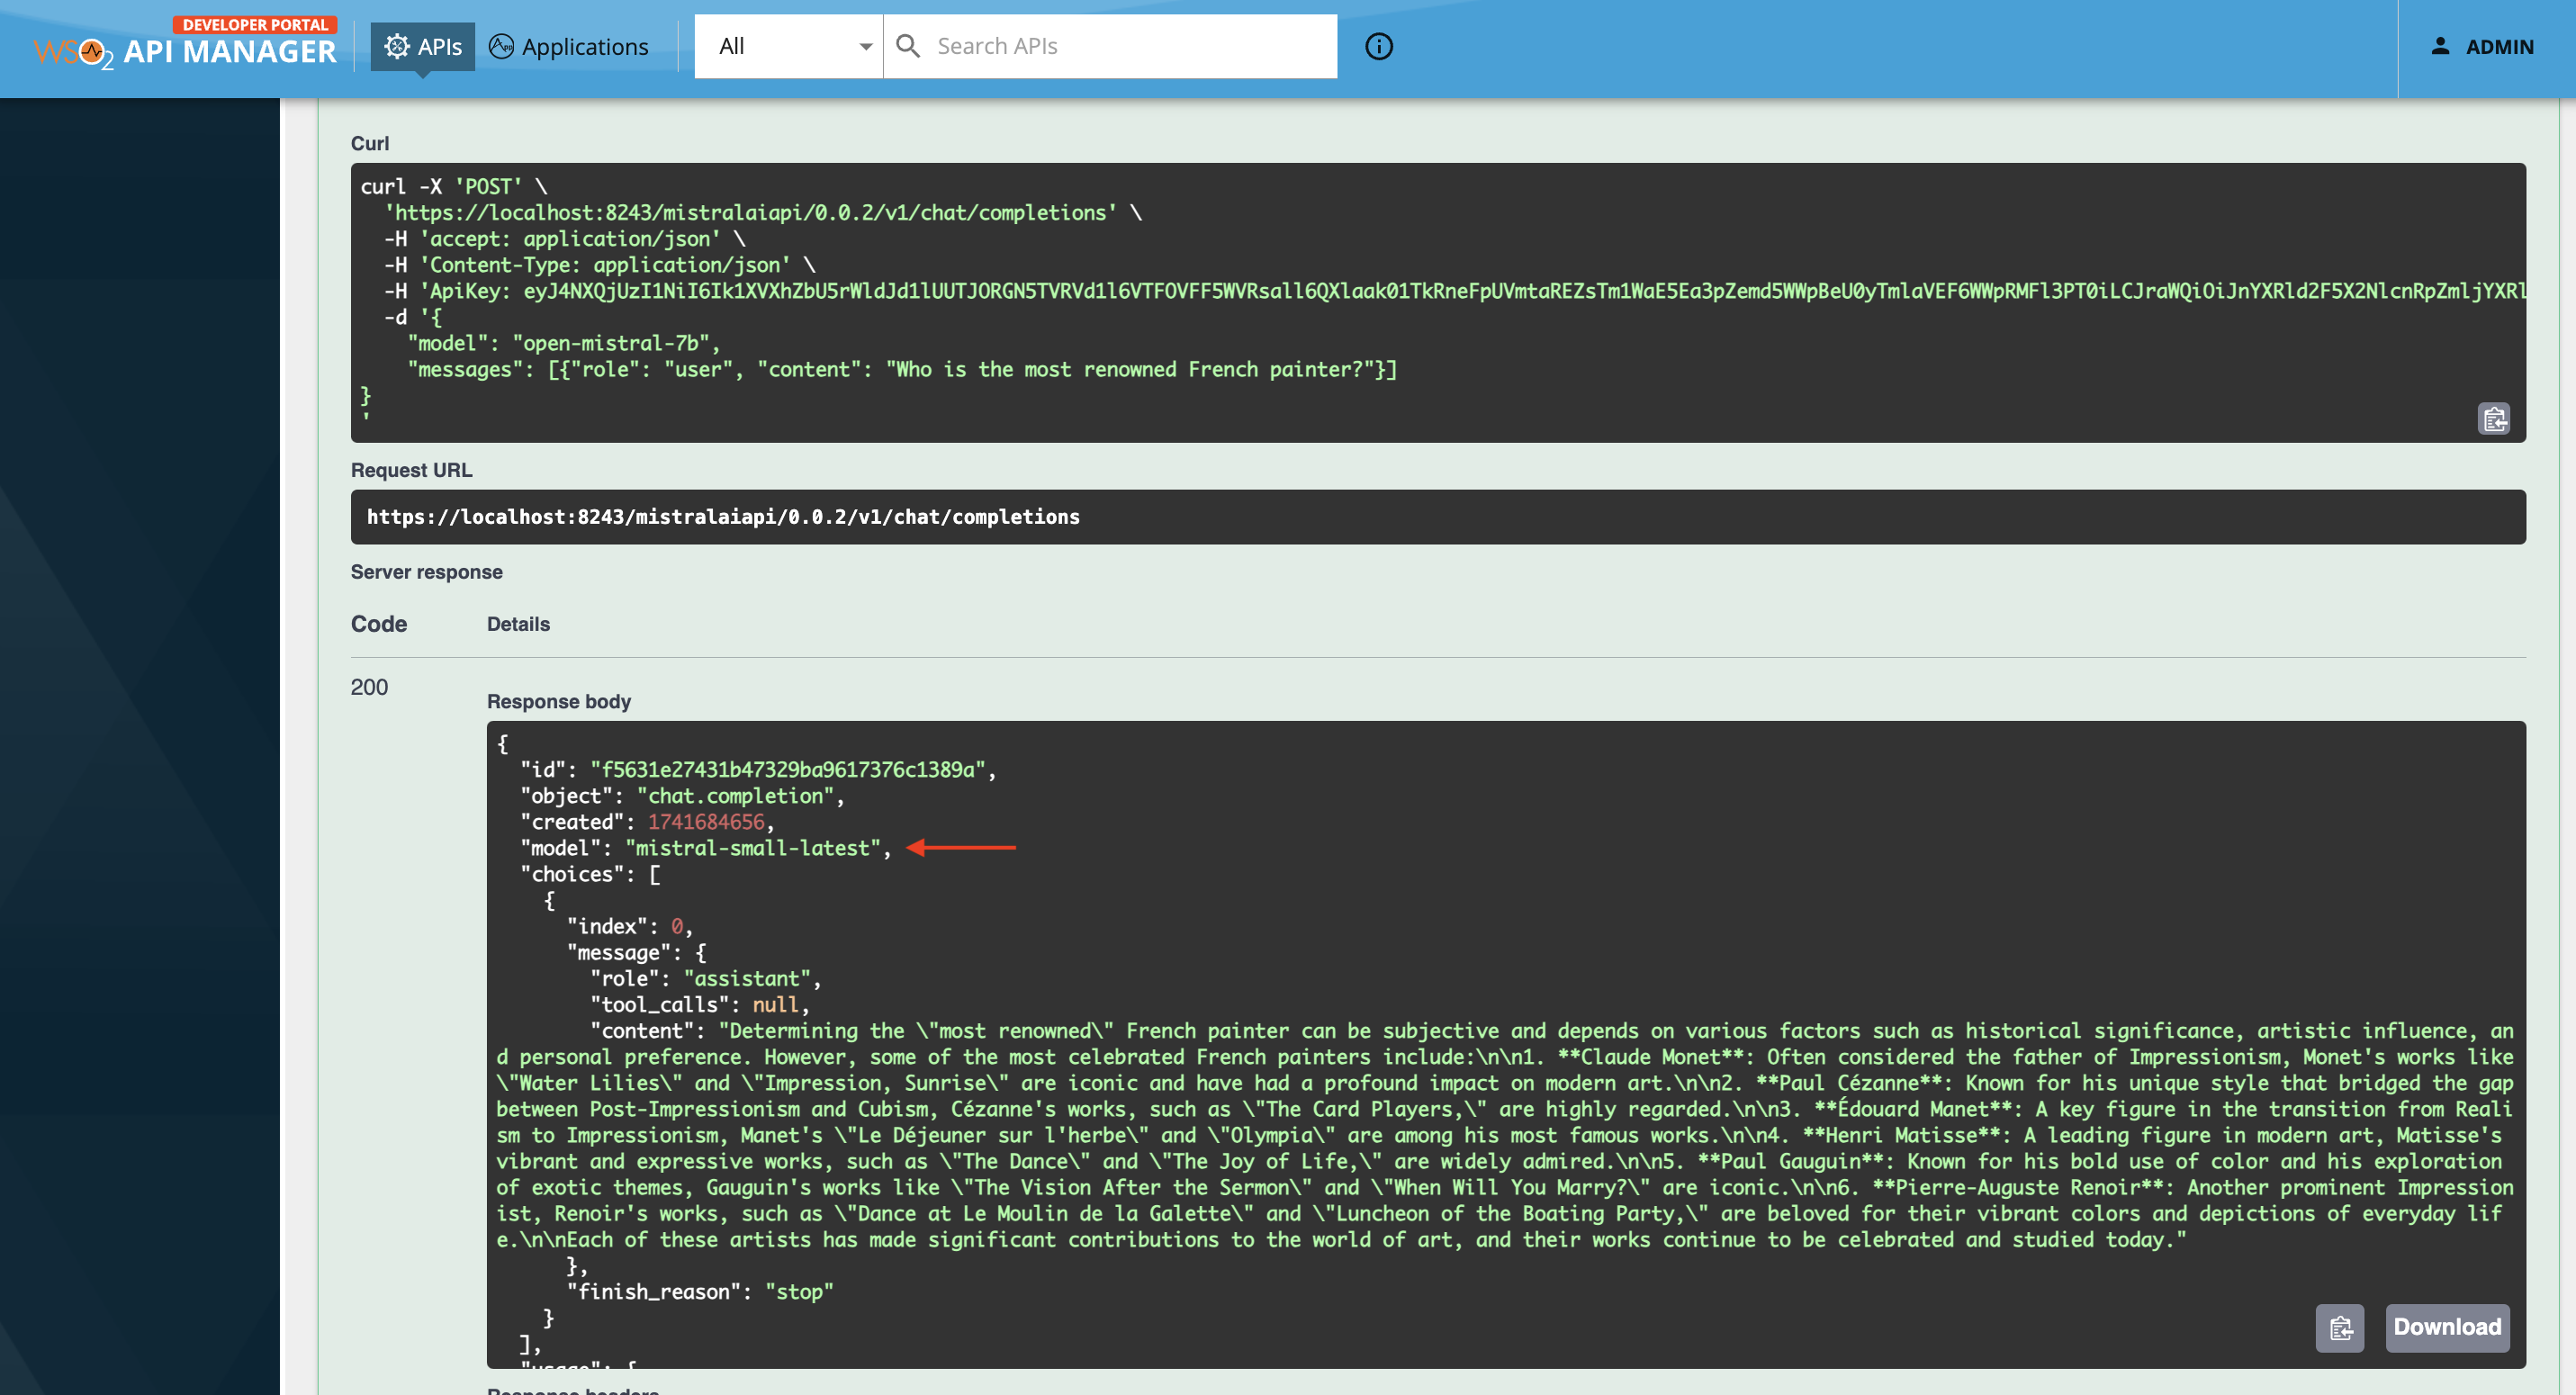 DEVELOPER PORTAL
WSO2 API MANAGER
APIs
Applications
All
Search APIs
ADMIN
Curl
curl -X 'POST' \
'https://localhost:8243/mistralaiapi/0.0.2/v1/chat/completions' \
-H 'accept: application/json' \
-H 'Content-Type: application/json' \
-H 'ApiKey:
-d '{
"model": "open-mistral-7b",
"messages": [{"role": "user", "content": "Who is the most renowned French painter?"}]
}
'
Request URL
https://localhost:8243/mistralaiapi/0.0.2/v1/chat/completions
Server response
Code Details
200
Response body
{
"id": "f5631e27431b47329ba9617376c1389a",
"object": "chat.completion",
"created": 1741684656,
"model": "mistral-small-latest",
"choices": [
{
"index": 0,
"message": {
"role": "assistant",
"tool_calls": null,
"content": "Determining the \"most renowned\" French painter can be subjective and depends on various factors such as historical significance, artistic influence, an
d personal preference. However, some of the most celebrated French painters include:\n\n1. **Claude Monet**: Often considered the father of Impressionism, Monet's works like
\"Water Lilies\" and \"Impression, Sunrise\" are iconic and have had a profound impact on modern art.\n\n2. **Paul Cézanne**: Known for his unique style that bridged the gap
between Post-Impressionism and Cubism, Cézanne's works, such as \"The Card Players,\" are highly regarded.\n\n3. **Édouard Manet**: A key figure in the transition from Reali
sm to Impressionism, Manet's \"Le Déjeuner sur l'herbe\" and \"Olympia\" are among his most famous works.\n\n4. **Henri Matisse**: A leading figure in modern art, Matisse's
vibrant and expressive works, such as \"The Dance\" and \"The Joy of Life,\" are widely admired.\n\n5. **Paul Gauguin**: Known for his bold use of color and his exploration
of exotic themes, Gauguin's works like \"The Vision After the Sermon\" and \"When Will You Marry?\" are iconic.\n\n6. **Pierre-Auguste Renoir**: Another prominent Impression
ist, Renoir's works, such as \"Dance at Le Moulin de la Galette\" and \"Luncheon of the Boating Party,\" are beloved for their vibrant colors and depictions of everyday lif
e.\n\nEach of these artists has made significant contributions to the world of art, and their works continue to be celebrated and studied today."
},
"finish_reason": "stop"
}
],
"usage": {
Download
Response headers